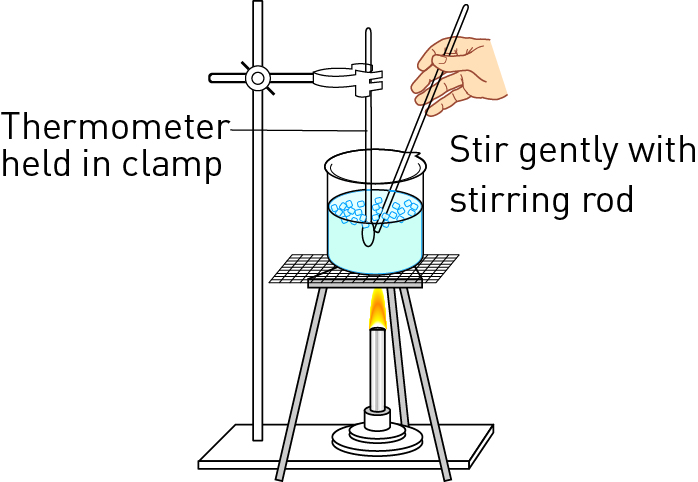 Thermometer
held in clamp
Stir gently with
stirring rod